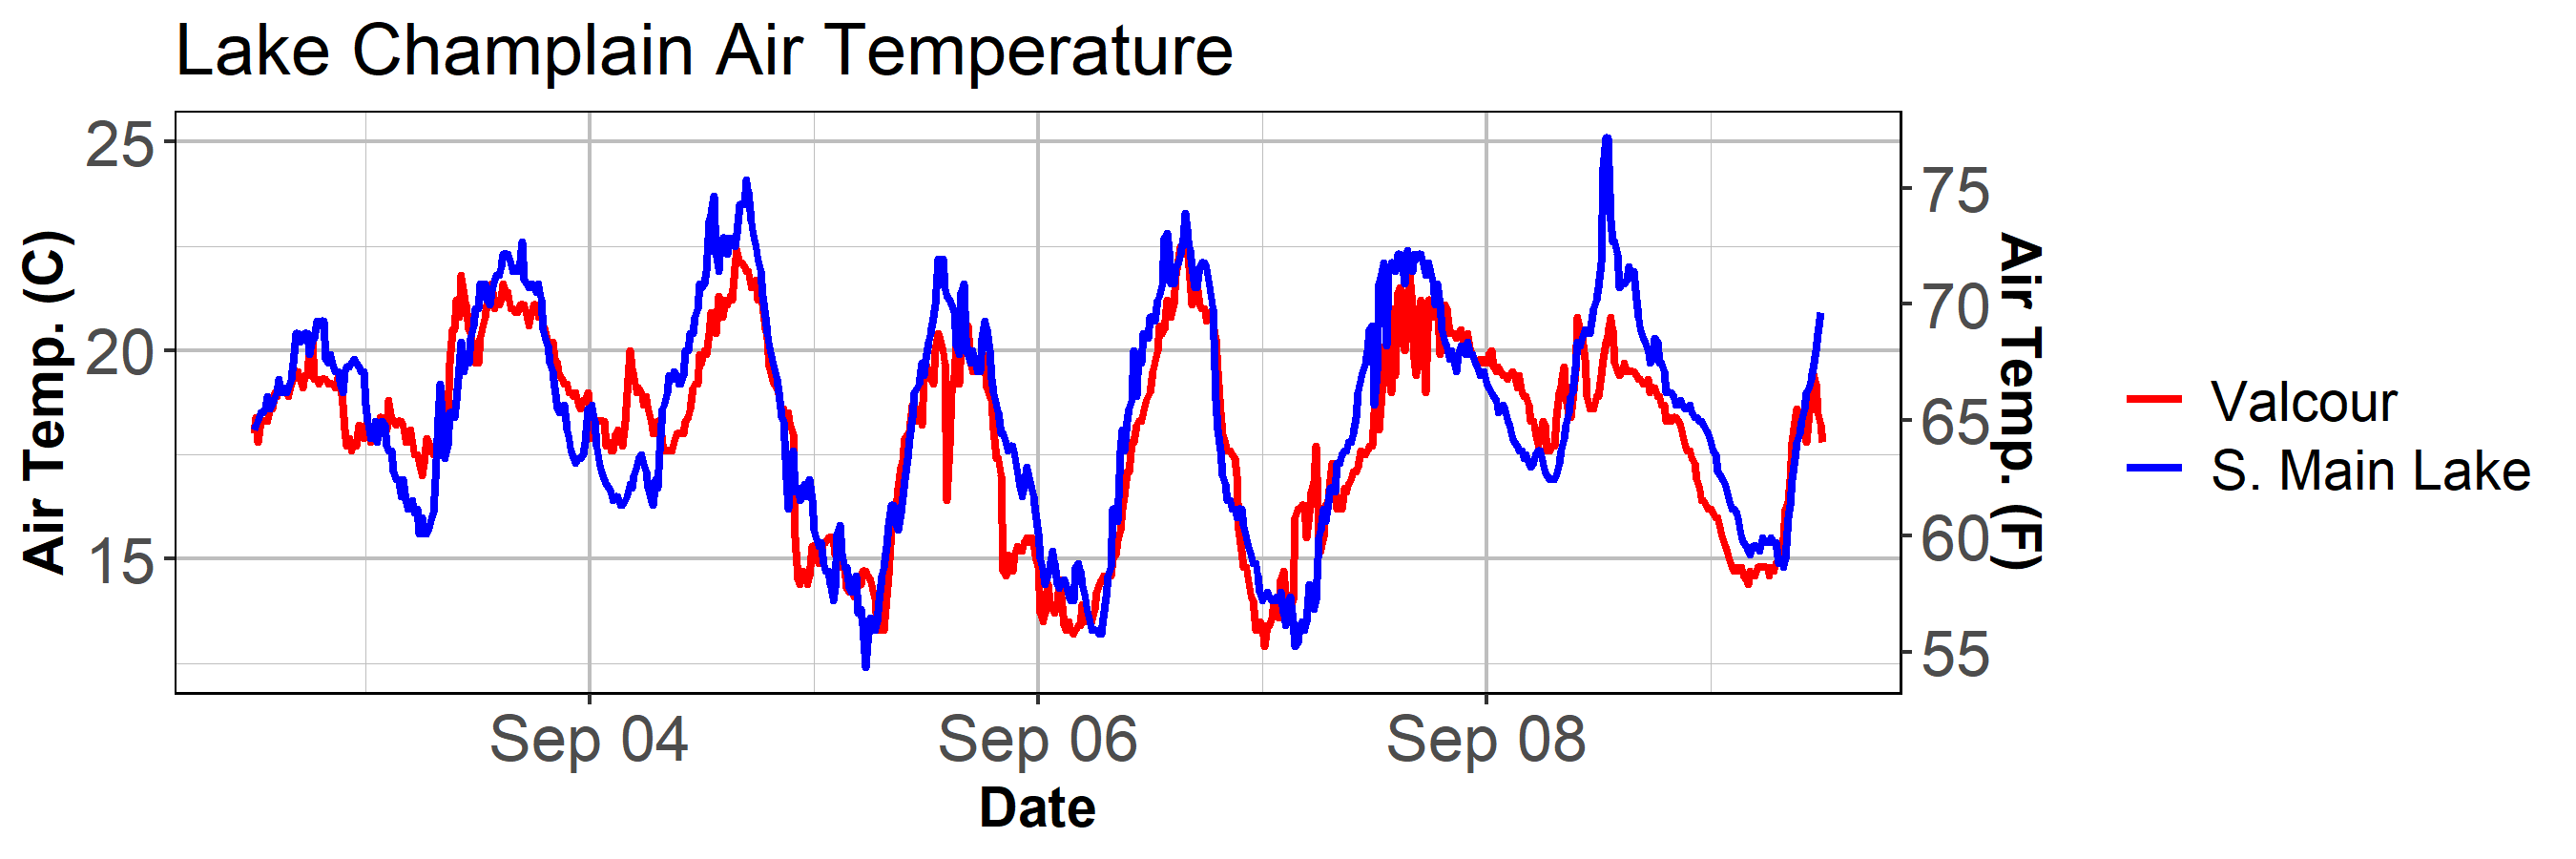 Lake Champlain Air Temperature
Air Temp. (C)
25
20
15
75
70
65
60
55
Air Temp. (F)
Sep 04
Sep 06
Sep 08
Date
Valcour
S. Main Lake